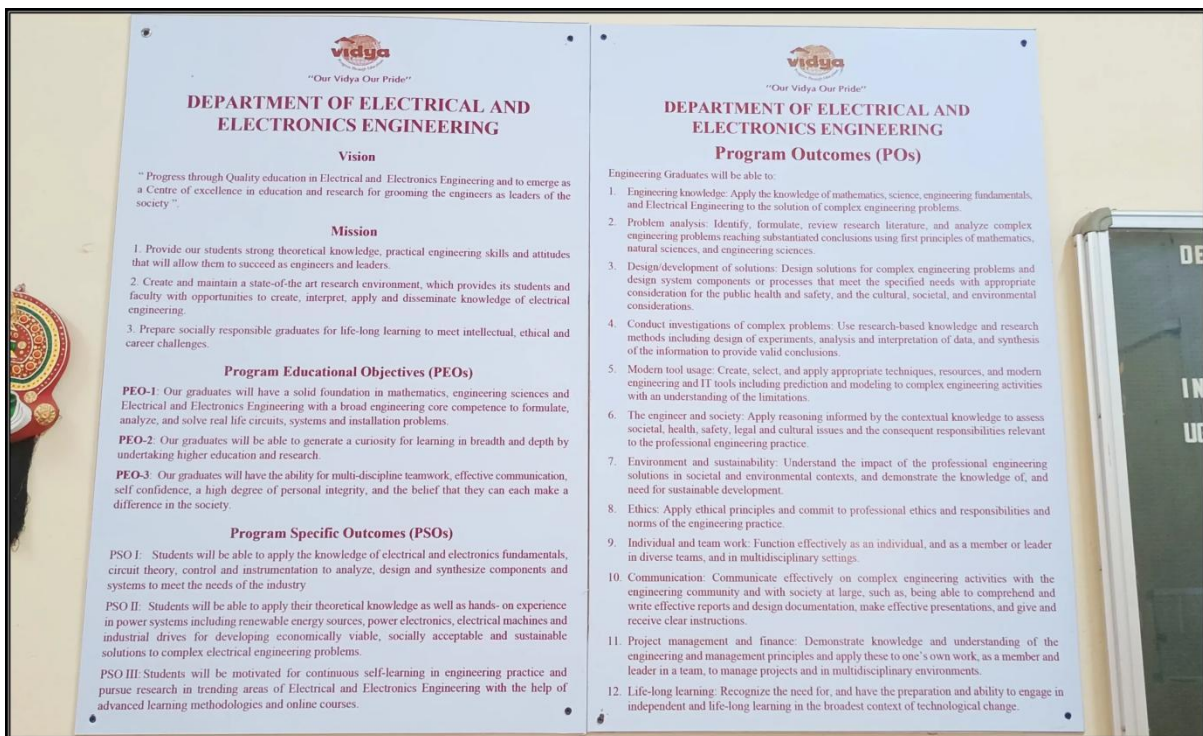 vidya
"Our Vidya Our Pride"
DEPARTMENT OF ELECTRICAL AND
ELECTRONICS ENGINEERING
Vision
" Progress through Quality education in Electrical and Electronics Engineering and to emerge as
a Centre of excellence in education and research for grooming the engineers as leaders of the
society ".
Mission
1. Provide our students strong theoretical knowledge, practical engineering skills and attitudes
that will allow them to succeed as engineers and leaders.
2. Create and maintain a state-of-the art research environment, which provides its students and
faculty with opportunities to create, interpret, apply and disseminate knowledge of electrical
engineering.
3. Prepare socially responsible graduates for life-long learning to meet intellectual, ethical and
career challenges.
Program Educational Objectives (PEOs)
PEO-1: Our graduates will have a solid foundation in mathematics, engineering sciences and
Electrical and Electronics Engineering with a broad engineering core competence to formulate,
analyze, and solve real life circuits, systems and installation problems.
PEO-2: Our graduates will be able to generate a curiosity for learning in breadth and depth by
undertaking higher education and research.
PEO-3: Our graduates will have the ability for multi-discipline teamwork, effective communication,
self confidence, a high degree of personal integrity, and the belief that they can each make a
difference in the society.
Program Specific Outcomes (PSOs)
PSO I: Students will be able to apply the knowledge of electrical and electronics fundamentals,
circuit theory, control and instrumentation to analyze, design and synthesize components and
systems to meet the needs of the industry
PSO II: Students will be able to apply their theoretical knowledge as well as hands- on experience
in power systems including renewable energy sources, power electronics, electrical machines and
industrial drives for developing economically viable, socially acceptable and sustainable
solutions to complex electrical engineering problems.
PSO III: Students will be motivated for continuous self-learning in engineering practice and
pursue research in trending areas of Electrical and Electronics Engineering with the help of
advanced learning methodologies and online courses.
vidya
"Our Vidya Our Pride"
DEPARTMENT OF ELECTRICAL AND
ELECTRONICS ENGINEERING
Program Outcomes (POs)
Engineering Graduates will be able to:
1. Engineering knowledge: Apply the knowledge of mathematics, science, engineering fundamentals,
and Electrical Engineering to the solution of complex engineering problems.
2. Problem analysis: Identify, formulate, review research literature, and analyze complex
engineering problems reaching substantiated conclusions using first principles of mathematics,
natural sciences, and engineering sciences.
3. Design/development of solutions: Design solutions for complex engineering problems and
design system components or processes that meet the specified needs with appropriate
consideration for the public health and safety, and the cultural, societal, and environmental
considerations.
4. Conduct investigations of complex problems: Use research-based knowledge and research
methods including design of experiments, analysis and interpretation of data, and synthesis
of the information to provide valid conclusions.
5. Modern tool usage: Create, select, and apply appropriate techniques, resources, and modern
engineering and IT tools including prediction and modeling to complex engineering activities
with an understanding of the limitations.
6. The engineer and society: Apply reasoning informed by the contextual knowledge to assess
societal, health, safety, legal and cultural issues and the consequent responsibilities relevant
to the professional engineering practice.
7. Environment and sustainability: Understand the impact of the professional engineering
solutions in societal and environmental contexts, and demonstrate the knowledge of, and
need for sustainable development.
8. Ethics: Apply ethical principles and commit to professional ethics and responsibilities and
norms of the engineering practice.
9. Individual and team work: Function effectively as an individual, and as a member or leader
in diverse teams, and in multidisciplinary settings.
10. Communication: Communicate effectively on complex engineering activities with the
engineering community and with society at large, such as, being able to comprehend and
write effective reports and design documentation, make effective presentations, and give and
receive clear instructions.
11. Project management and finance: Demonstrate knowledge and understanding of the
engineering and management principles and apply these to one's own work, as a member and
leader in a team, to manage projects and in multidisciplinary environments.
12. Life-long learning: Recognize the need for, and have the preparation and ability to engage in
independent and life-long learning in the broadest context of technological change.
DE
IN